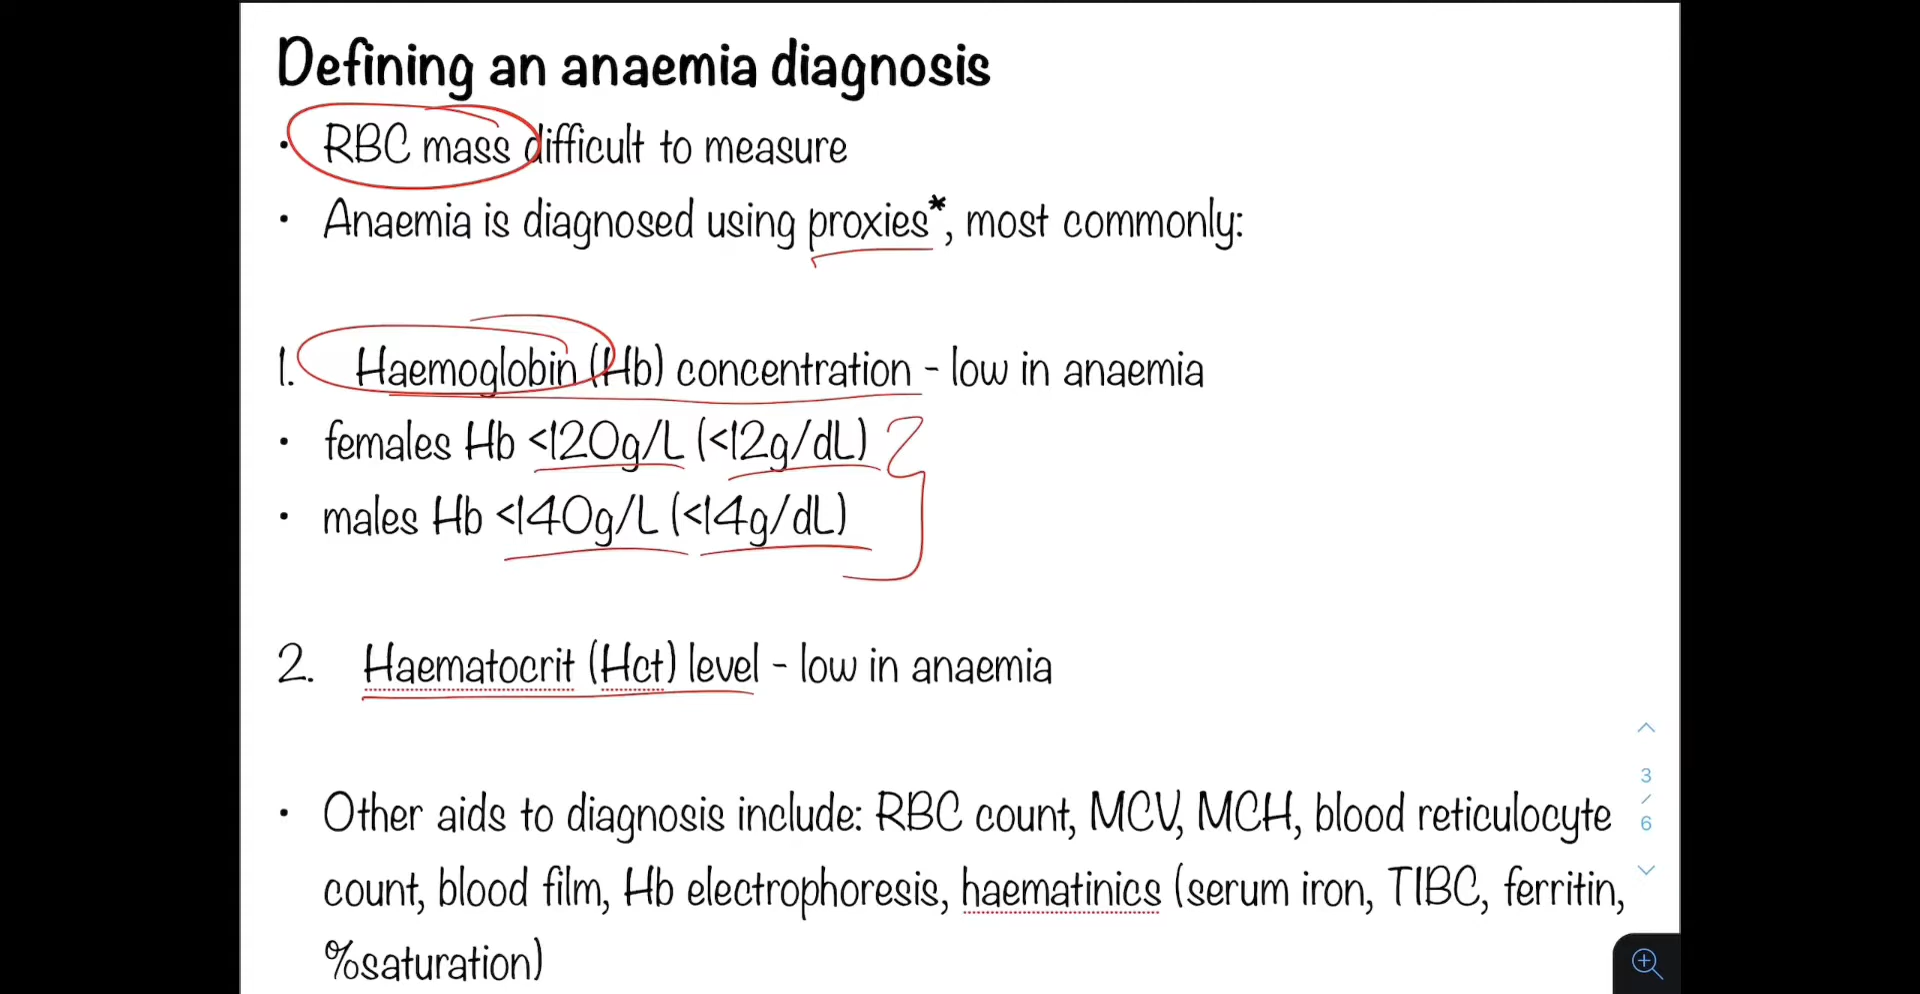 Defining an anaemia diagnosis
• RBC mass difficult to measure
• Anaemia is diagnosed using proxies*, most commonly:
1. Haemoglobin (Hb) concentration - low in anaemia
• females Hb <120g/L (<12g/dL)
• males Hb <140g/L (<14g/dL)
2. Haematocrit (Hct) level - low in anaemia
• Other aids to diagnosis include: RBC count, MCV, MCH, blood reticulocyte
count, blood film, Hb electrophoresis, haematinics (serum iron, TIBC, ferritin,
%saturation)
3
/
6